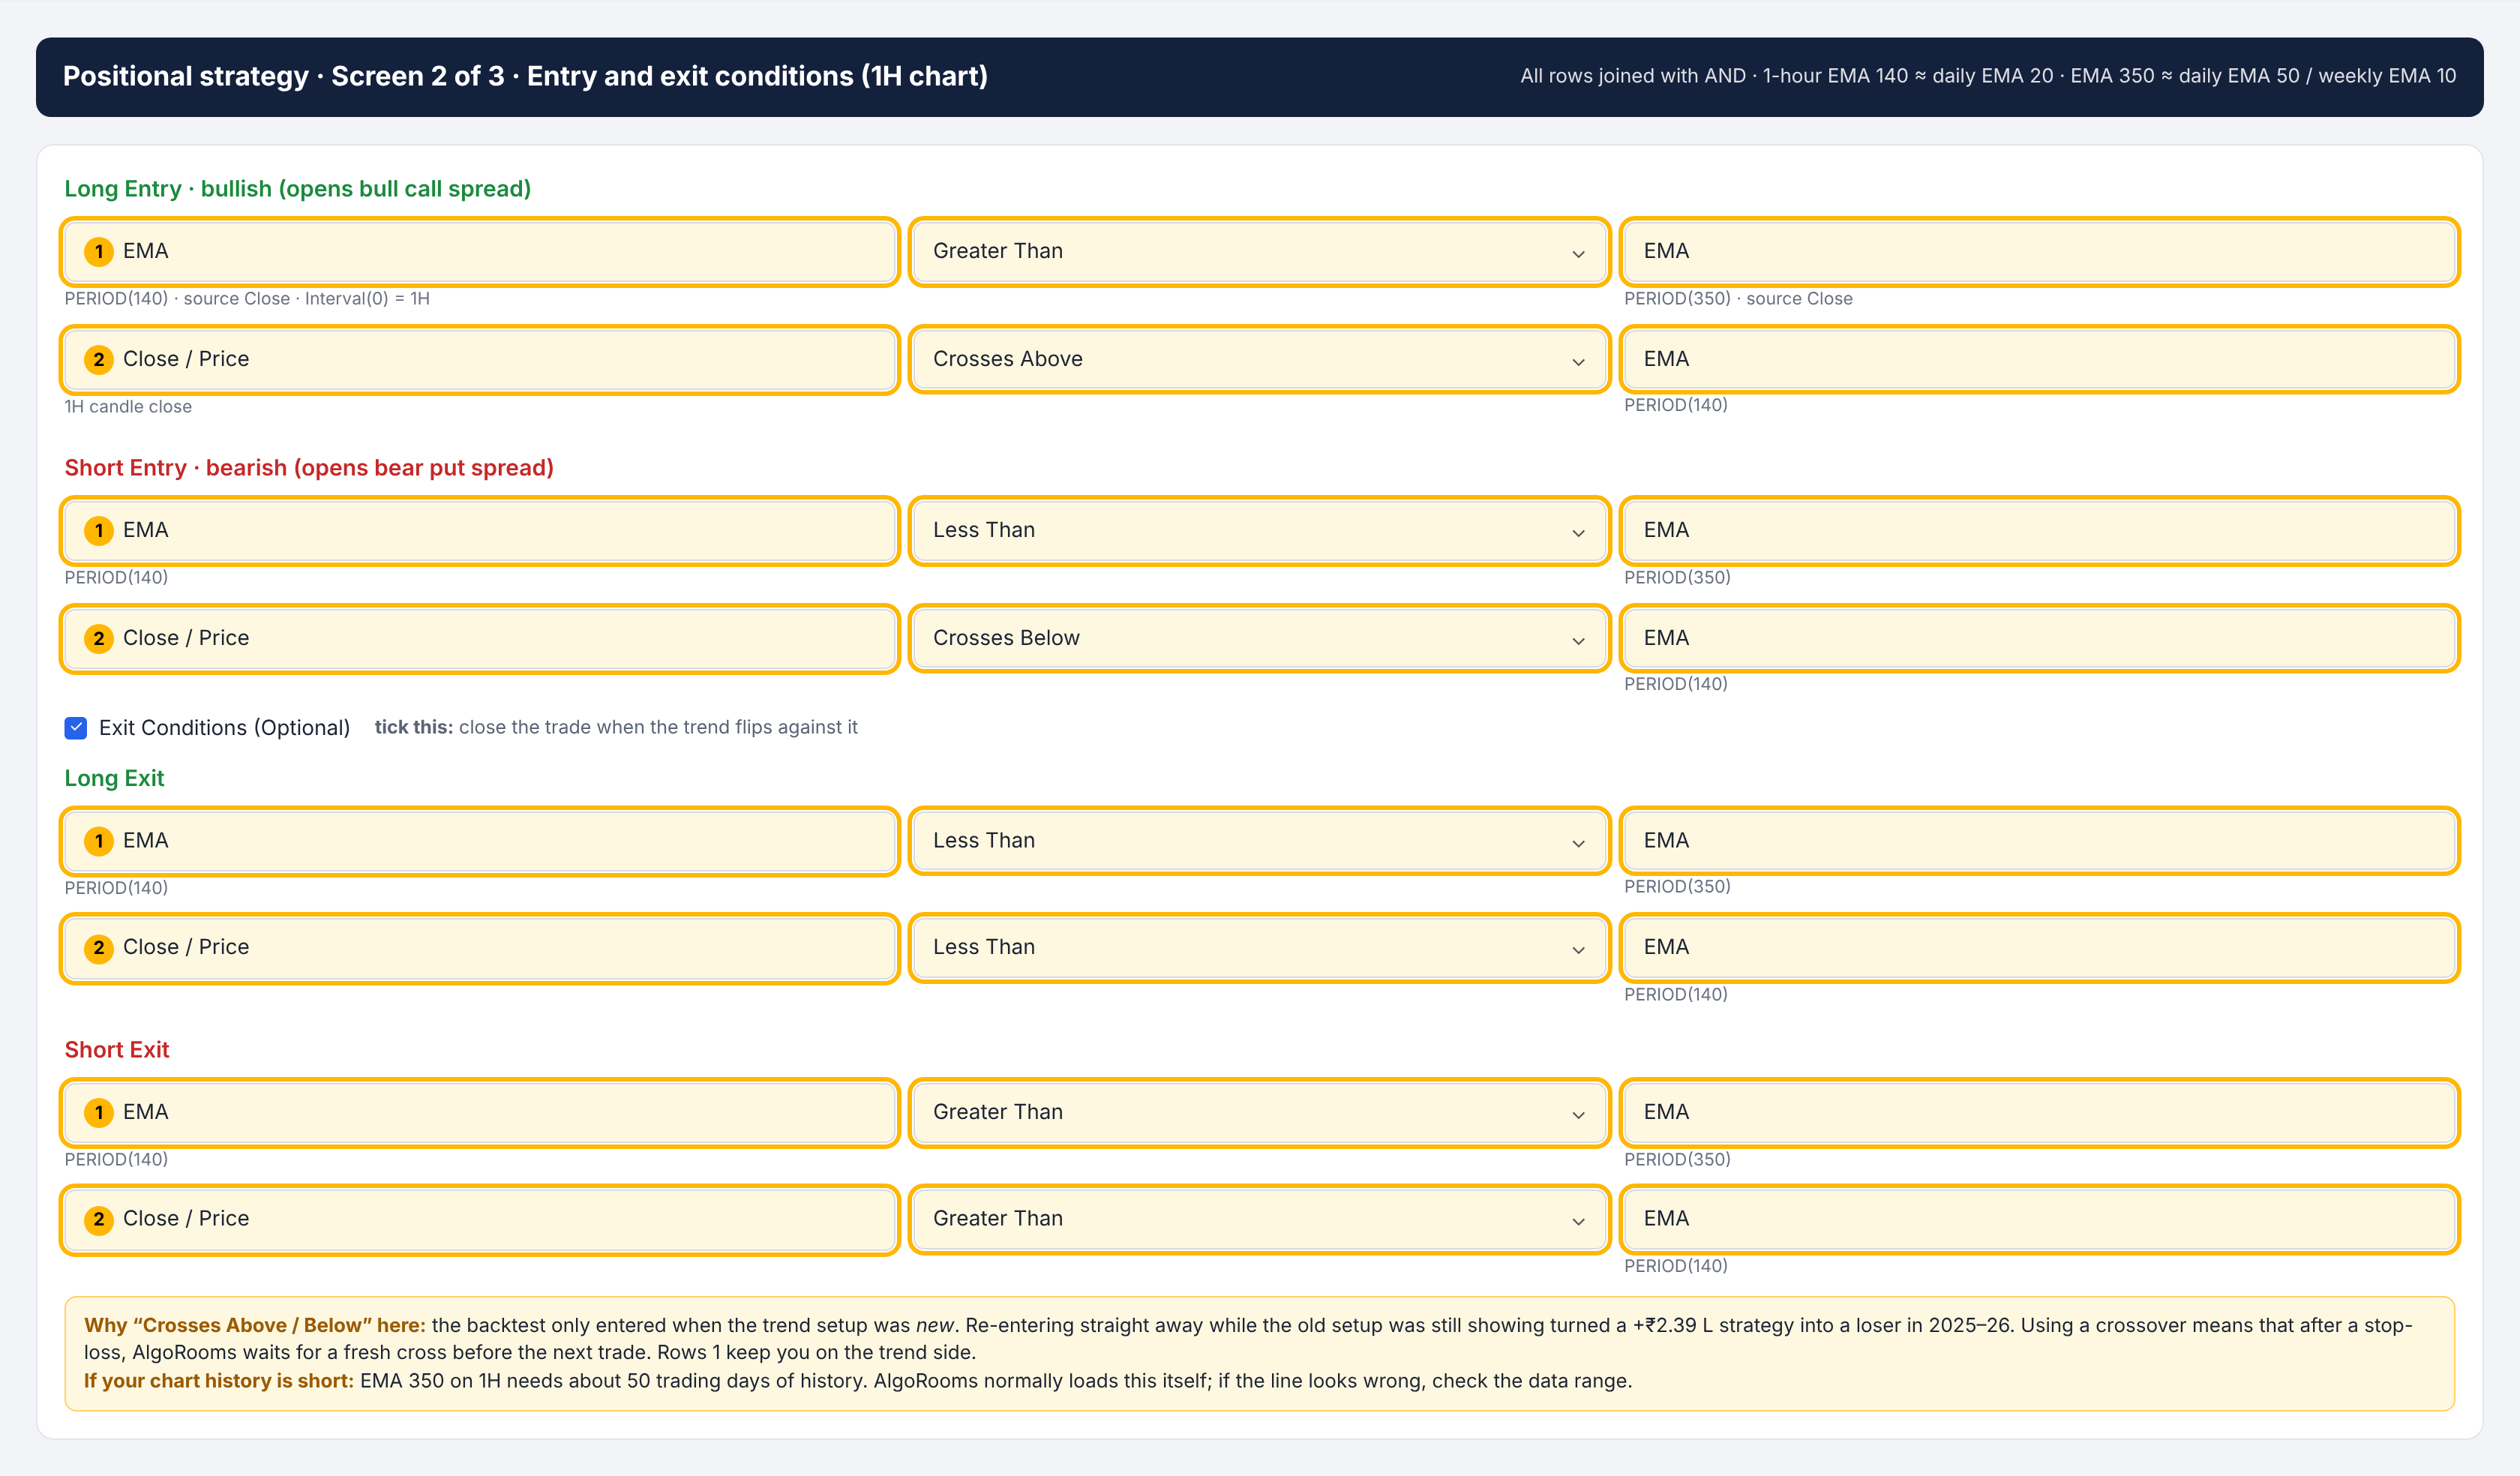 Positional strategy · Screen 2 of 3 · Entry and exit conditions (1H chart)
All rows joined with AND · 1-hour EMA 140 ≈ daily EMA 20 · EMA 350 ≈ daily EMA 50 / weekly EMA 10
Long Entry · bullish (opens bull call spread)
1 EMA
Greater Than
EMA
PERIOD(140) · source Close · Interval(0) = 1H
PERIOD(350) · source Close
2 Close / Price
Crosses Above
EMA
1H candle close
PERIOD(140)
Short Entry · bearish (opens bear put spread)
1 EMA
Less Than
EMA
PERIOD(140)
PERIOD(350)
2 Close / Price
Crosses Below
EMA
PERIOD(140)
Exit Conditions (Optional) tick this: close the trade when the trend flips against it
Long Exit
1 EMA
Less Than
EMA
PERIOD(140)
PERIOD(350)
2 Close / Price
Less Than
EMA
PERIOD(140)
Short Exit
1 EMA
Greater Than
EMA
PERIOD(140)
PERIOD(350)
2 Close / Price
Greater Than
EMA
PERIOD(140)
Why “Crosses Above / Below” here: the backtest only entered when the trend setup was new. Re-entering straight away while the old setup was still showing turned a +₹2.39 L strategy into a loser in 2025–26. Using a crossover means that after a stop-
loss, AlgoRooms waits for a fresh cross before the next trade. Rows 1 keep you on the trend side.
If your chart history is short: EMA 350 on 1H needs about 50 trading days of history. AlgoRooms normally loads this itself; if the line looks wrong, check the data range.